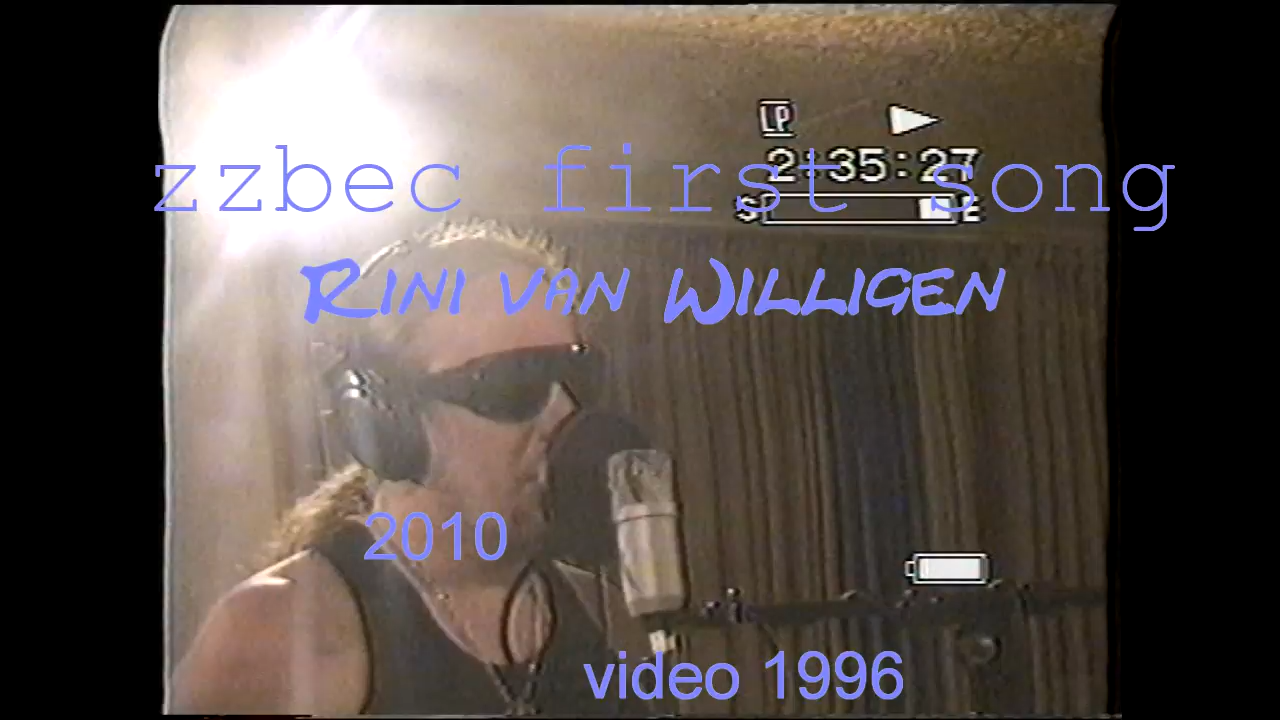 LP
2:35:27
S E
zzbec first song
Rini van Willigen
2010
video 1996